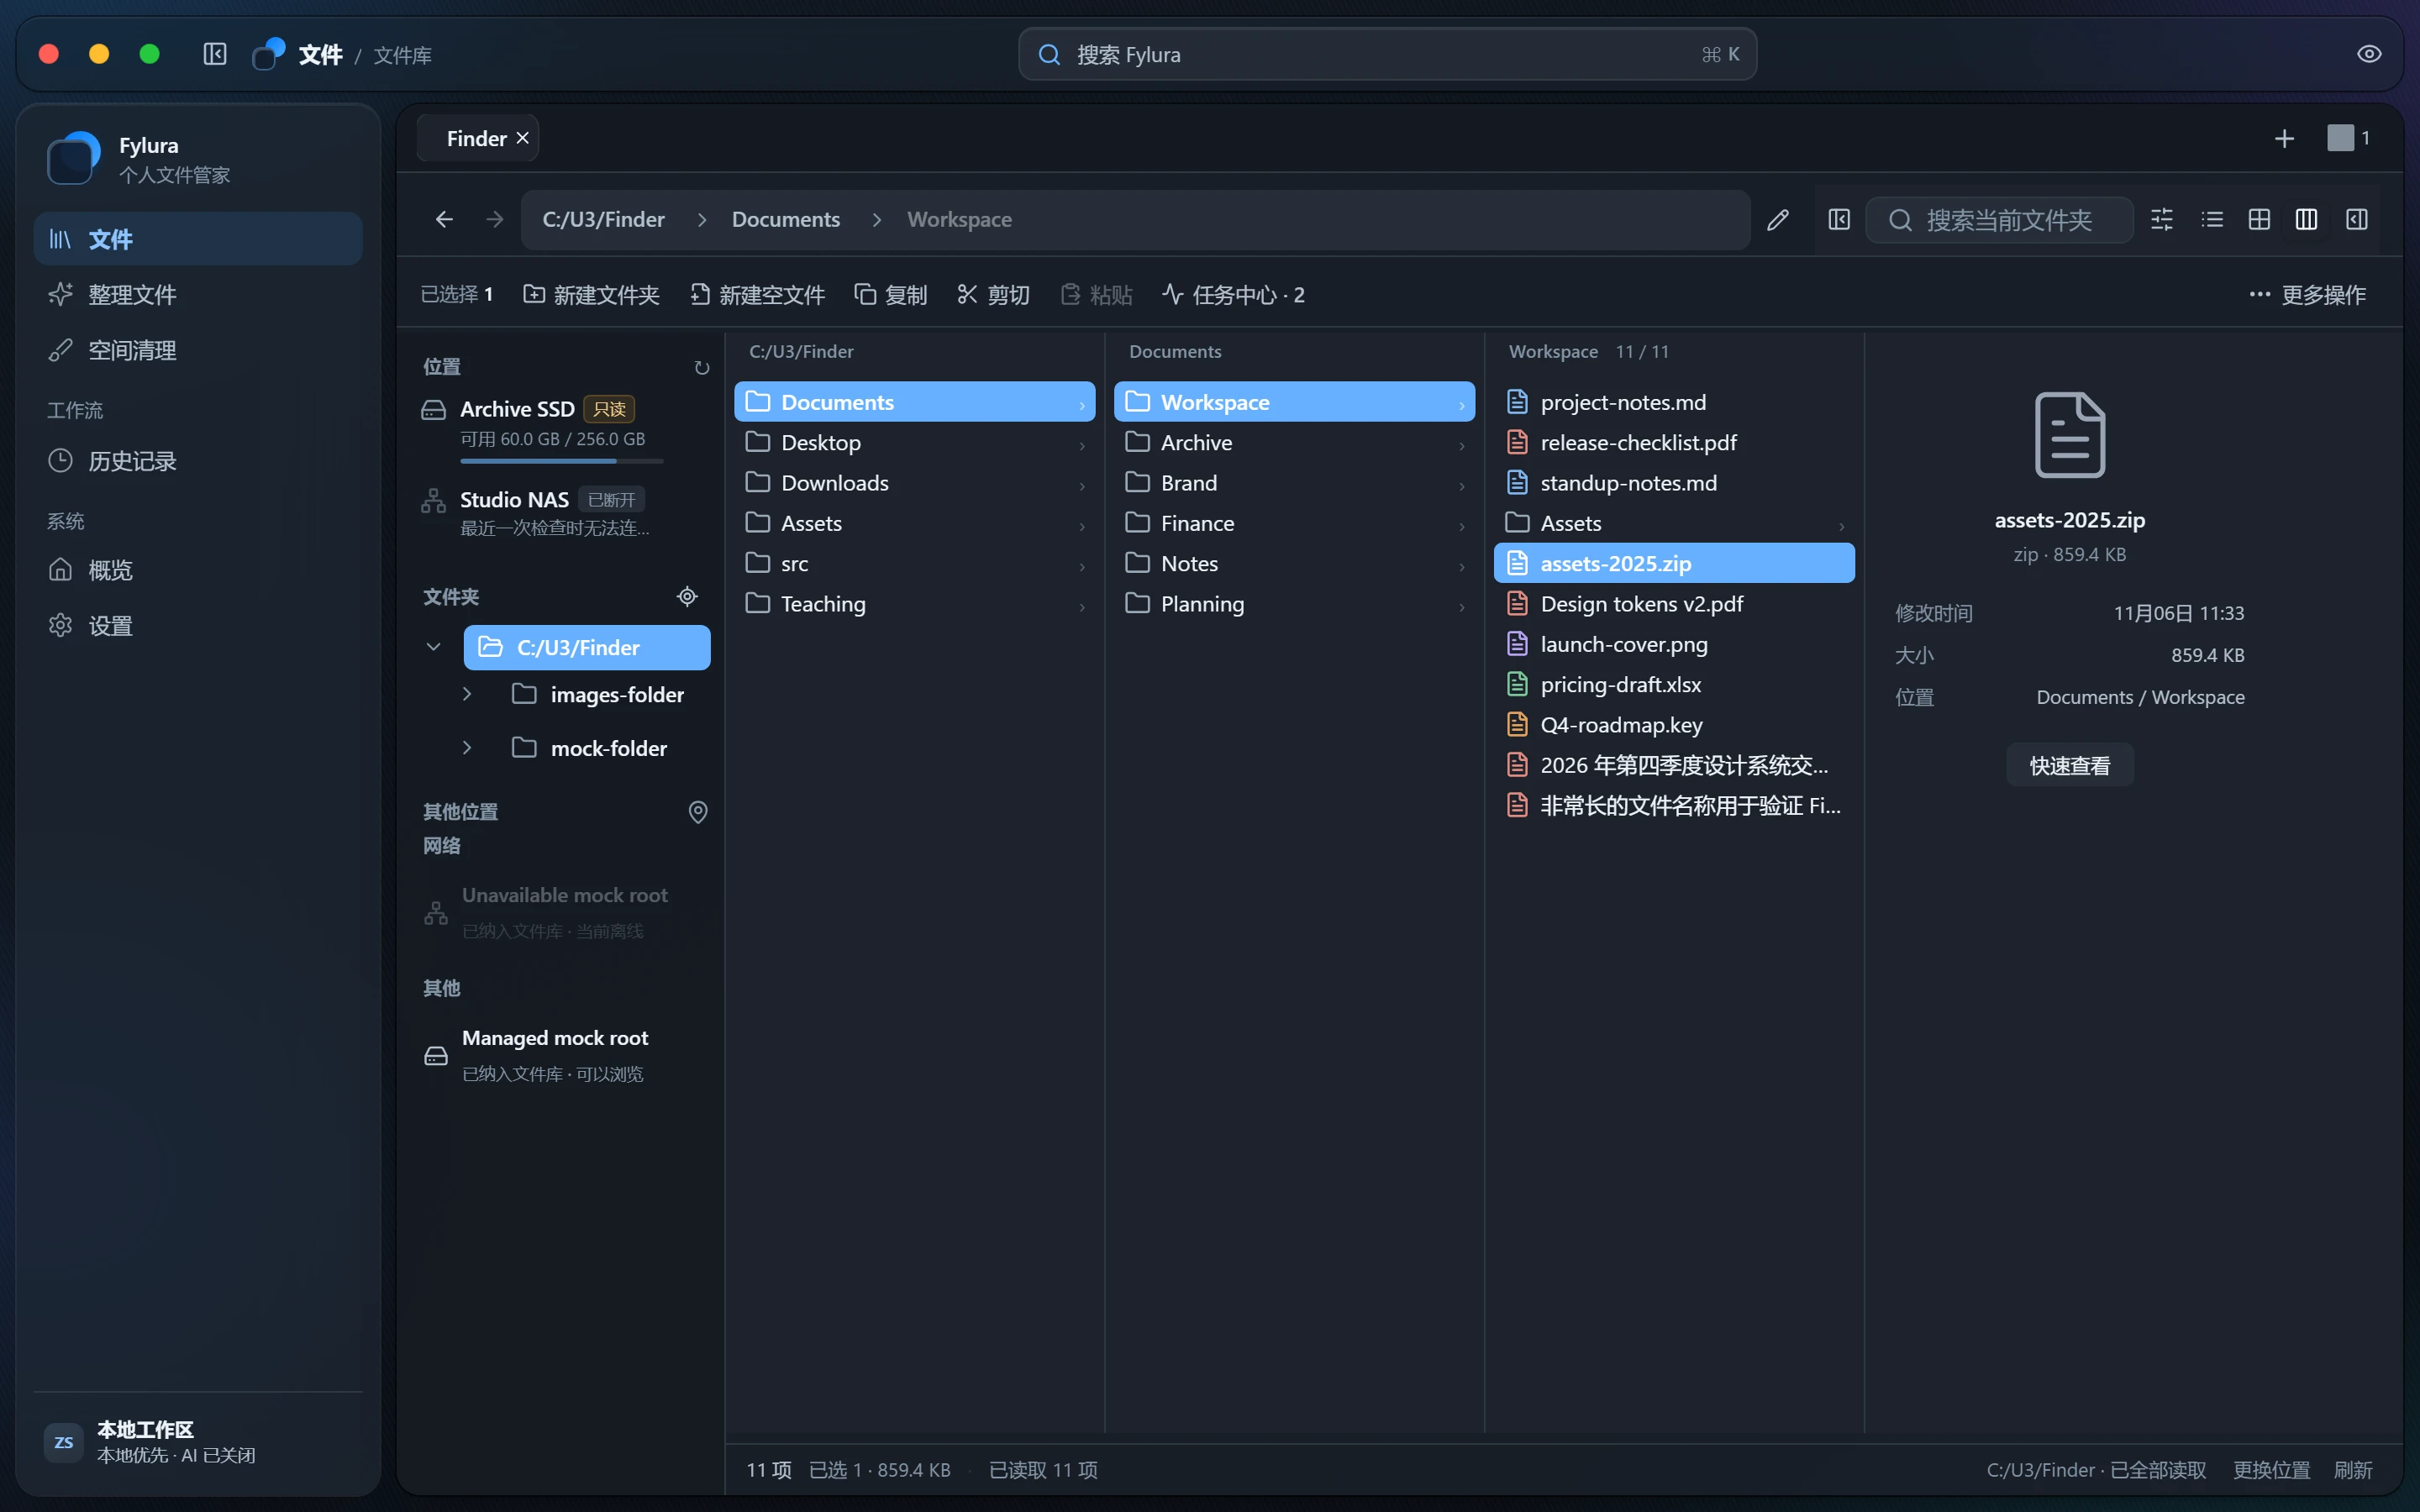 文件 / 文件库
搜索 Fylura
⌘ K
Fylura
个人文件管家
文件
整理文件
空间清理
工作流
历史记录
系统
概览
设置
ZS
本地工作区
本地优先 · AI 已关闭
Finder
1
C:/U3/Finder
Documents
Workspace
搜索当前文件夹
已选择 1
新建文件夹
新建空文件
复制
剪切
粘贴
任务中心 · 2
更多操作
位置
Archive SSD 只读
可用 60.0 GB / 256.0 GB
Studio NAS 已断开
最近一次检查时无法连...
文件夹
C:/U3/Finder
images-folder
mock-folder
其他位置
网络
Unavailable mock root
已纳入文件库 · 当前离线
其他
Managed mock root
已纳入文件库 · 可以浏览
C:/U3/Finder
Documents
Desktop
Downloads
Assets
src
Teaching
Documents
Workspace
Archive
Brand
Finance
Notes
Planning
Workspace 11 / 11
project-notes.md
release-checklist.pdf
standup-notes.md
Assets
assets-2025.zip
Design tokens v2.pdf
launch-cover.png
pricing-draft.xlsx
Q4-roadmap.key
2026 年第四季度设计系统交...
非常长的文件名称用于验证 Fi...
assets-2025.zip
zip · 859.4 KB
修改时间 11月06日 11:33
大小 859.4 KB
位置 Documents / Workspace
快速查看
11 项 已选 1 · 859.4 KB · 已读取 11 项
C:/U3/Finder · 已全部读取 更换位置 刷新